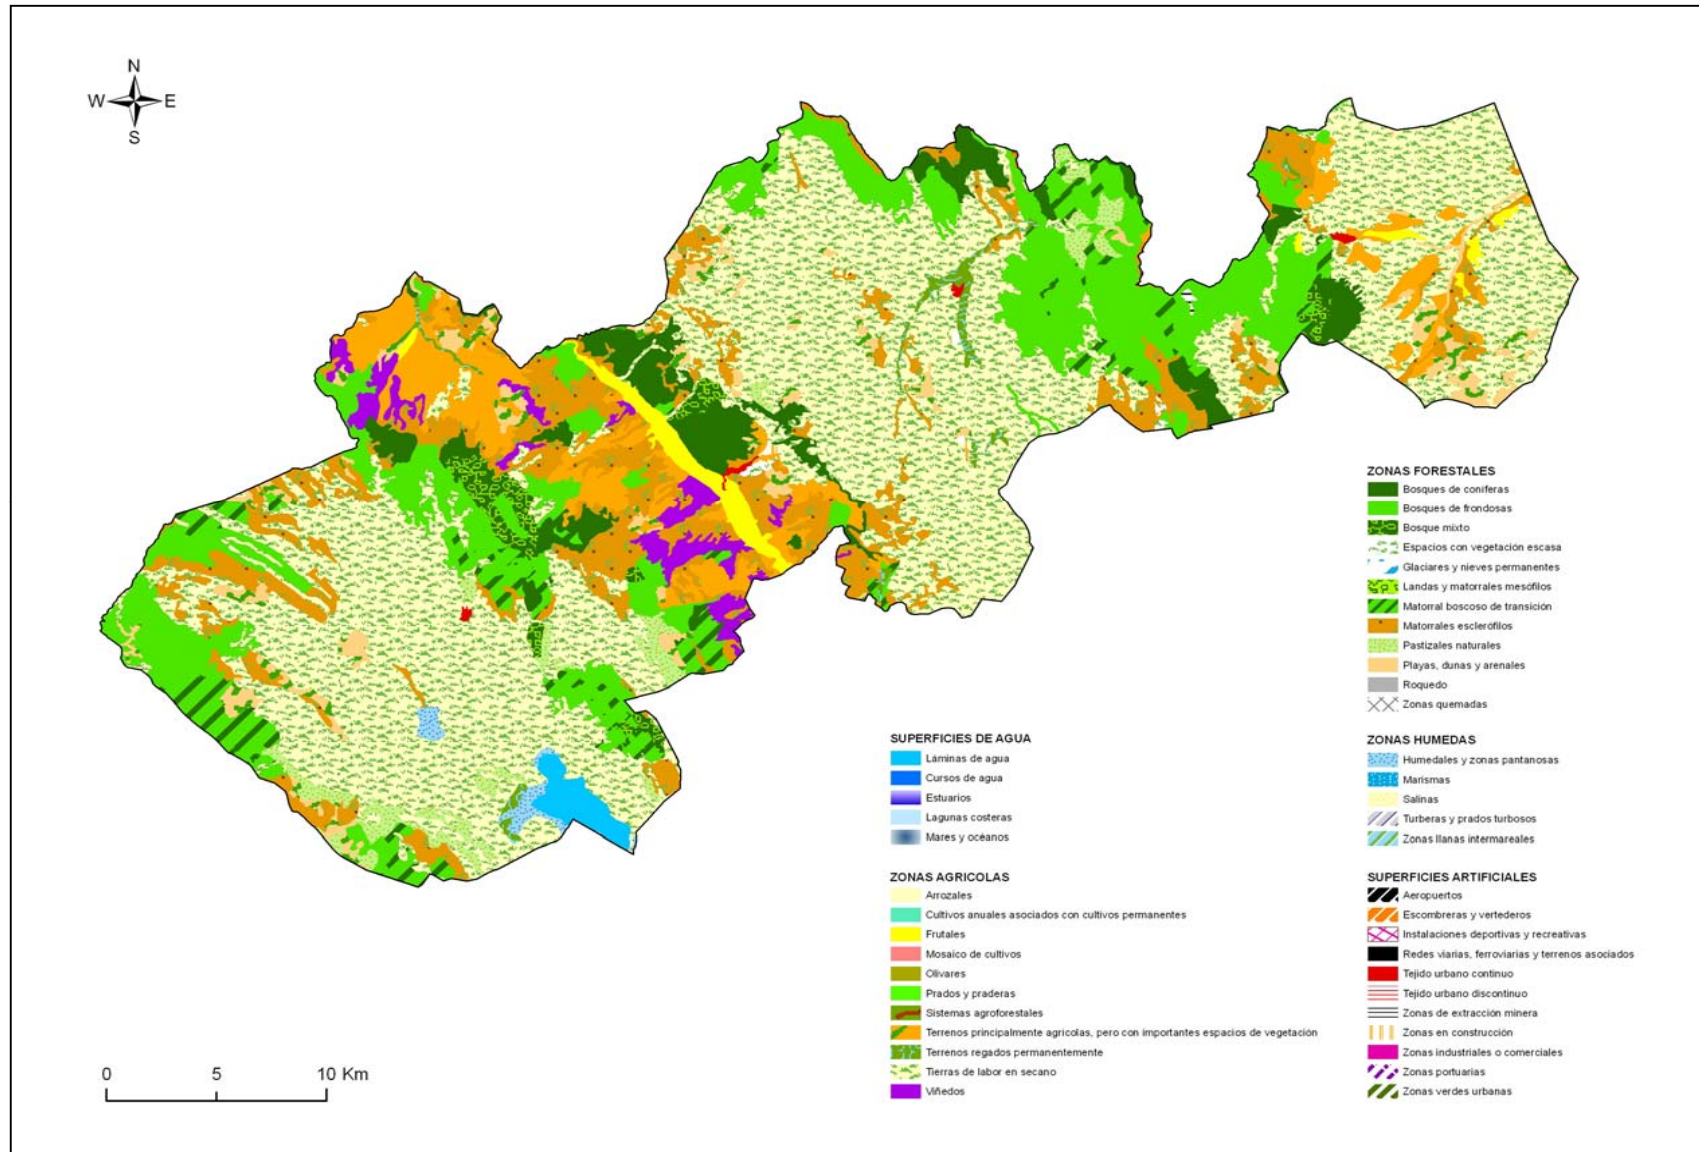 N
W E
S
ZONAS FORESTALES
Bosques de coníferas
Bosques de frondosas
Bosque mixto
Espacios con vegetación escasa
Glaciares y nieves permanentes
Landas y matorrales mesófilos
Matorral boscoso de transición
Matorrales esclerófilos
Pastizales naturales
Playas, dunas y arenales
Roquedo
Zonas quemadas
SUPERFICIES DE AGUA
Láminas de agua
Cursos de agua
Estuarios
Lagunas costeras
Mares y océanos
ZONAS HUMEDAS
Humedales y zonas pantanosas
Marismas
Salinas
Turberas y prados turbosos
Zonas llanas intermareales
ZONAS AGRICOLAS
Arrozales
Cultivos anuales asociados con cultivos permanentes
Frutales
Mosaico de cultivos
Olivares
Prados y praderas
Sistemas agroforestales
Terrenos principalmente agrícolas, pero con importantes espacios de vegetación
Terrenos regados permanentemente
Tierras de labor en secano
Viñedos
SUPERFICIES ARTIFICIALES
Aeropuertos
Escombreras y vertederos
Instalaciones deportivas y recreativas
Redes viarias, ferroviarias y terrenos asociados
Tejido urbano continuo
Tejido urbano discontinuo
Zonas de extracción minera
Zonas en construcción
Zonas industriales o comerciales
Zonas portuarias
Zonas verdes urbanas
0 5 10 Km